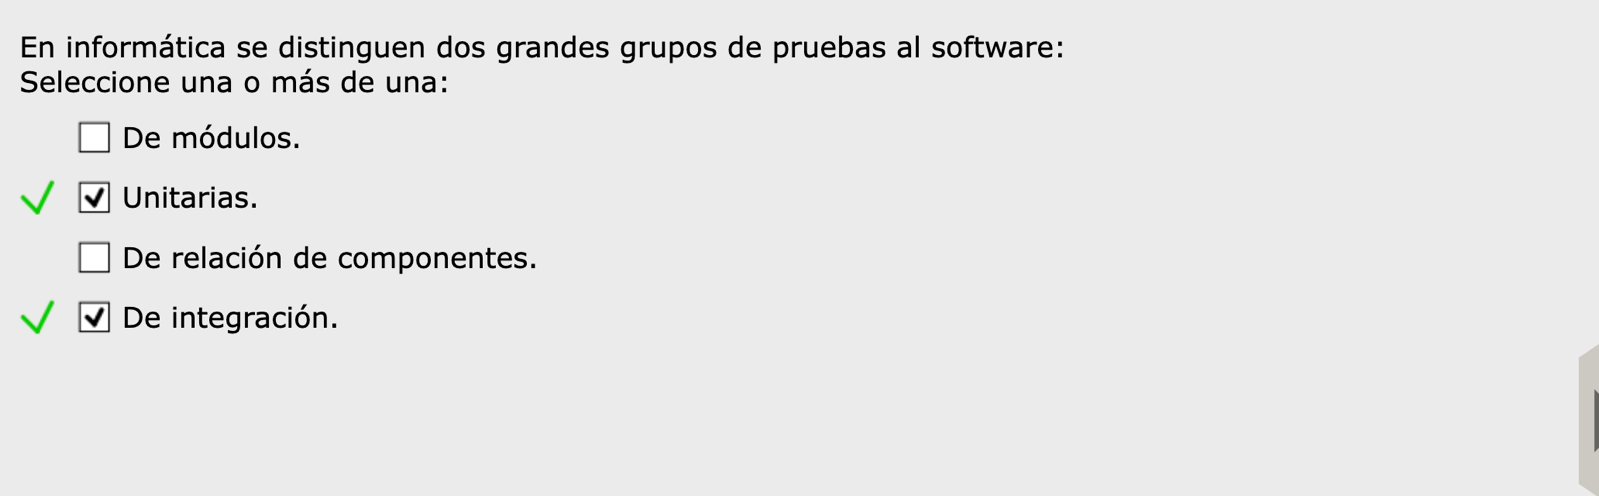 En informática se distinguen dos grandes grupos de pruebas al software:
Seleccione una o más de una:
De módulos.
Unitarias.
De relación de componentes.
De integración.